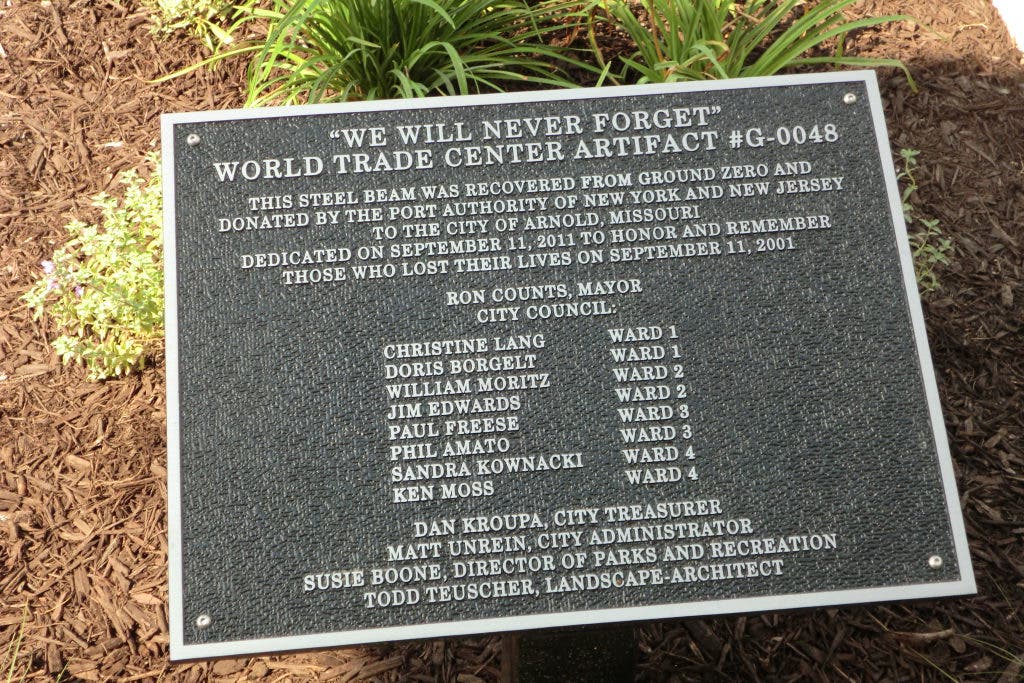 “WE WILL NEVER FORGET”
WORLD TRADE CENTER ARTIFACT #G-0048
THIS STEEL BEAM WAS RECOVERED FROM GROUND ZERO AND
DONATED BY THE PORT AUTHORITY OF NEW YORK AND NEW JERSEY
TO THE CITY OF ARNOLD, MISSOURI
DEDICATED ON SEPTEMBER 11, 2011 TO HONOR AND REMEMBER
THOSE WHO LOST THEIR LIVES ON SEPTEMBER 11, 2001
RON COUNTS, MAYOR
CITY COUNCIL:
CHRISTINE LANG WARD 1
DORIS BORGELT WARD 1
WILLIAM MORITZ WARD 2
JIM EDWARDS WARD 2
PAUL FREESE WARD 3
PHIL AMATO WARD 3
SANDRA KOWNACKI WARD 4
KEN MOSS WARD 4
DAN KROUPA, CITY TREASURER
MATT UNREIN, CITY ADMINISTRATOR
SUSIE BOONE, DIRECTOR OF PARKS AND RECREATION
TODD TEUSCHER, LANDSCAPE-ARCHITECT